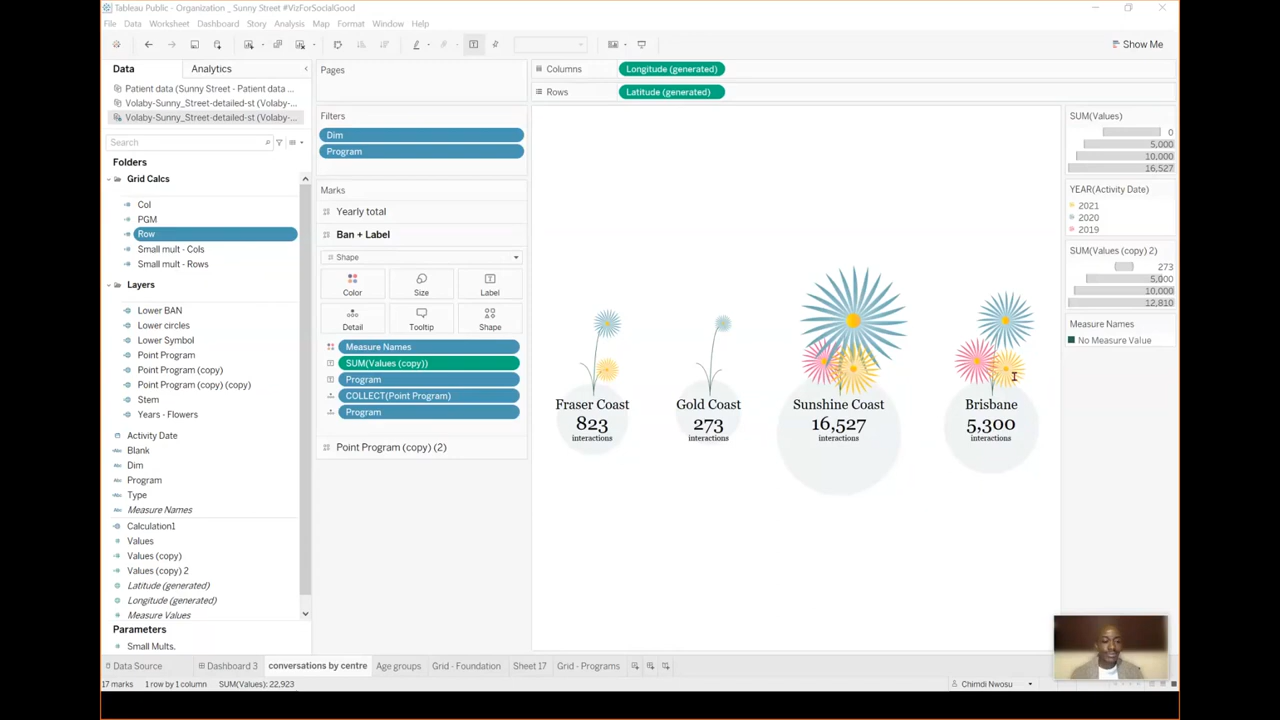 Tableau Public - Organization _ Sunny Street #VizForSocialGood
File Data Worksheet Dashboard Story Analysis Map Format Window Help
Show Me
Data Analytics
Patient data (Sunny Street - Patient data ...
Volaby-Sunny_Street-detailed-st (Volaby-...
Volaby-Sunny_Street-detailed-st (Volaby-...
Search
Folders
Grid Calcs
Col
PGM
Row
Small mult - Cols
Small mult - Rows
Layers
Lower BAN
Lower circles
Lower Symbol
Point Program
Point Program (copy)
Point Program (copy) (copy)
Stem
Years - Flowers
Activity Date
Abc Blank
Abc Dim
Abc Program
Abc Type
Abc Measure Names
Calculation1
Values
Values (copy)
Values (copy) 2
Latitude (generated)
Longitude (generated)
Measure Values
Parameters
Small Mults.
Pages
Filters
Dim
Program
Marks
Yearly total
Ban + Label
Shape
Color Size Label
Detail Tooltip Shape
Measure Names
SUM(Values (copy))
Program
COLLECT(Point Program)
Program
Point Program (copy) (2)
Columns Longitude (generated)
Rows Latitude (generated)
Fraser Coast
823
interactions
Gold Coast
273
interactions
Sunshine Coast
16,527
interactions
Brisbane
5,300
interactions
SUM(Values)
0
5,000
10,000
16,527
YEAR(Activity Date)
2021
2020
2019
SUM(Values (copy) 2)
273
5,000
10,000
12,810
Measure Names
No Measure Value
Data Source Dashboard 3 conversations by centre Age groups Grid - Foundation Sheet 17 Grid - Programs
17 marks 1 row by 1 column SUM(Values): 22,923 Chimdi Nwosu